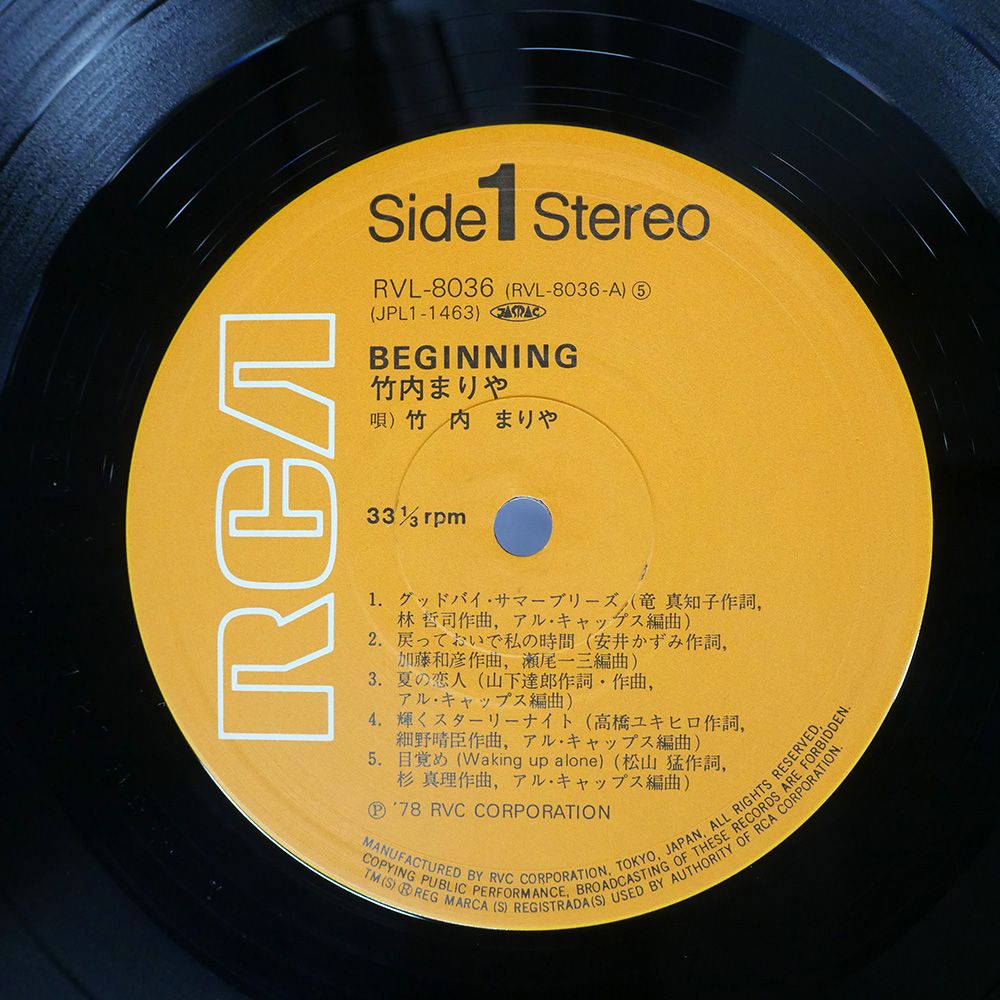 Side 1 Stereo
RVL-8036 (RVL-8036-A) ⑤
(JPL1-1463) JASRAC
BEGINNING
竹内まりや
唄) 竹 内 まりや
33 1/3 rpm
RCA
1. グッドバイ・サマーブリーズ (竜 真知子作詞,
林 哲司作曲, アル・キャップス編曲)
2. 戻っておいで私の時間 (安井かずみ作詞,
加藤和彦作曲, 瀬尾一三編曲)
3. 夏の恋人 (山下達郎作詞・作曲,
アル・キャップス編曲)
4. 輝くスターリーナイト (高橋ユキヒロ作詞,
細野晴臣作曲, アル・キャップス編曲)
5. 目覚め (Waking up alone) (松山 猛作詞,
杉 真理作曲, アル・キャップス編曲)
Ⓟ '78 RVC CORPORATION
MANUFACTURED BY RVC CORPORATION, TOKYO, JAPAN, ALL RIGHTS RESERVED,
COPYING PUBLIC PERFORMANCE, BROADCASTING OF THESE RECORDS ARE FORBIDDEN.
TM(S) ® REG MARCA (S) REGISTRADA(S) USED BY AUTHORITY OF RCA CORPORATION.